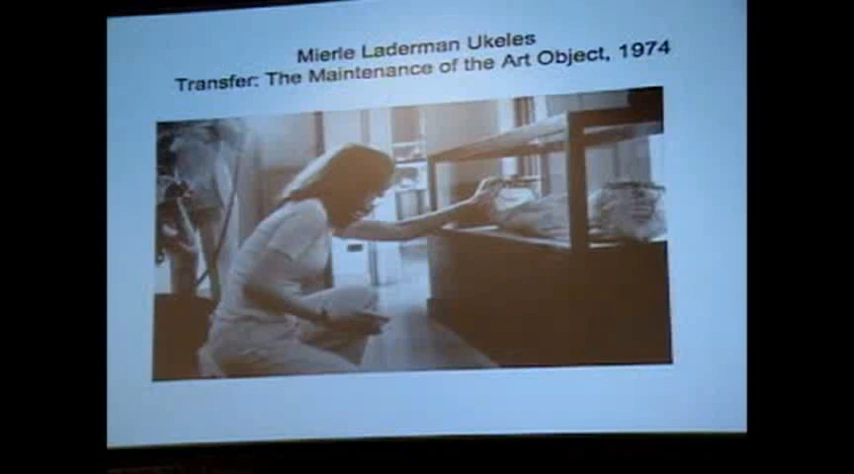 Mierle Laderman Ukeles
Transfer: The Maintenance of the Art Object, 1974